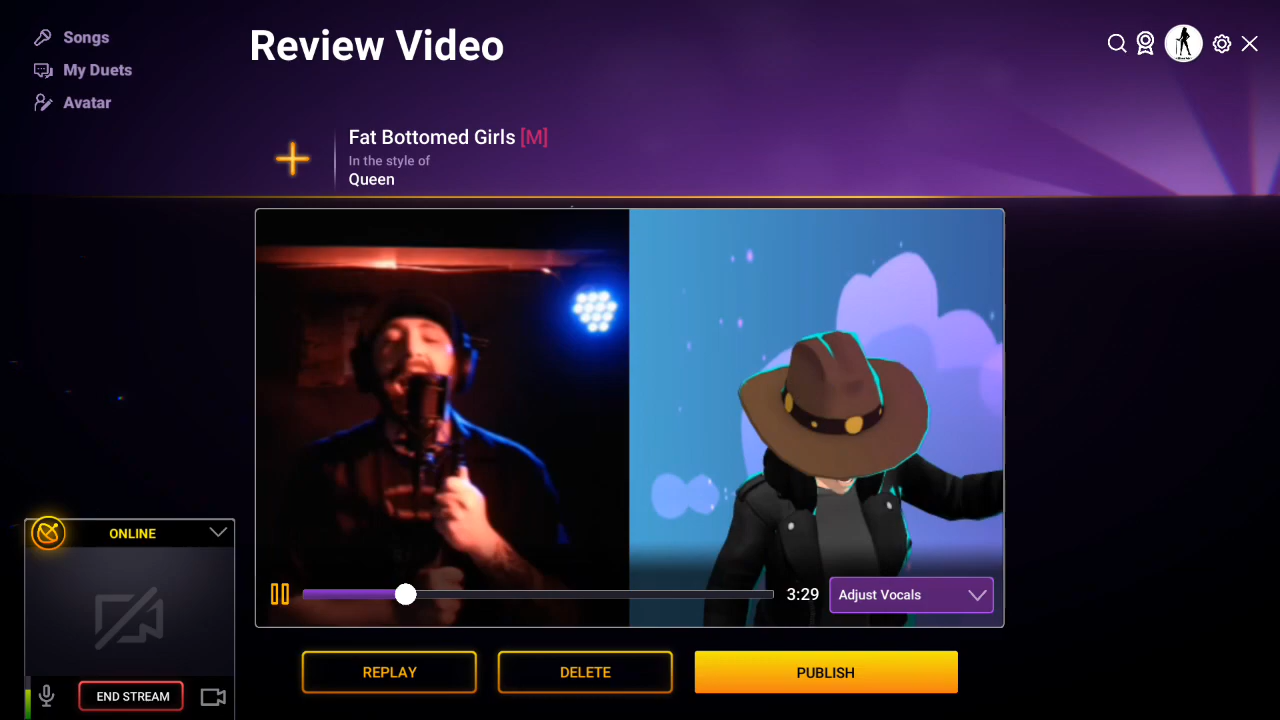 Songs
My Duets
Avatar
Review Video
Fat Bottomed Girls [M]
In the style of
Queen
3:29
Adjust Vocals
REPLAY
DELETE
PUBLISH
ONLINE
END STREAM